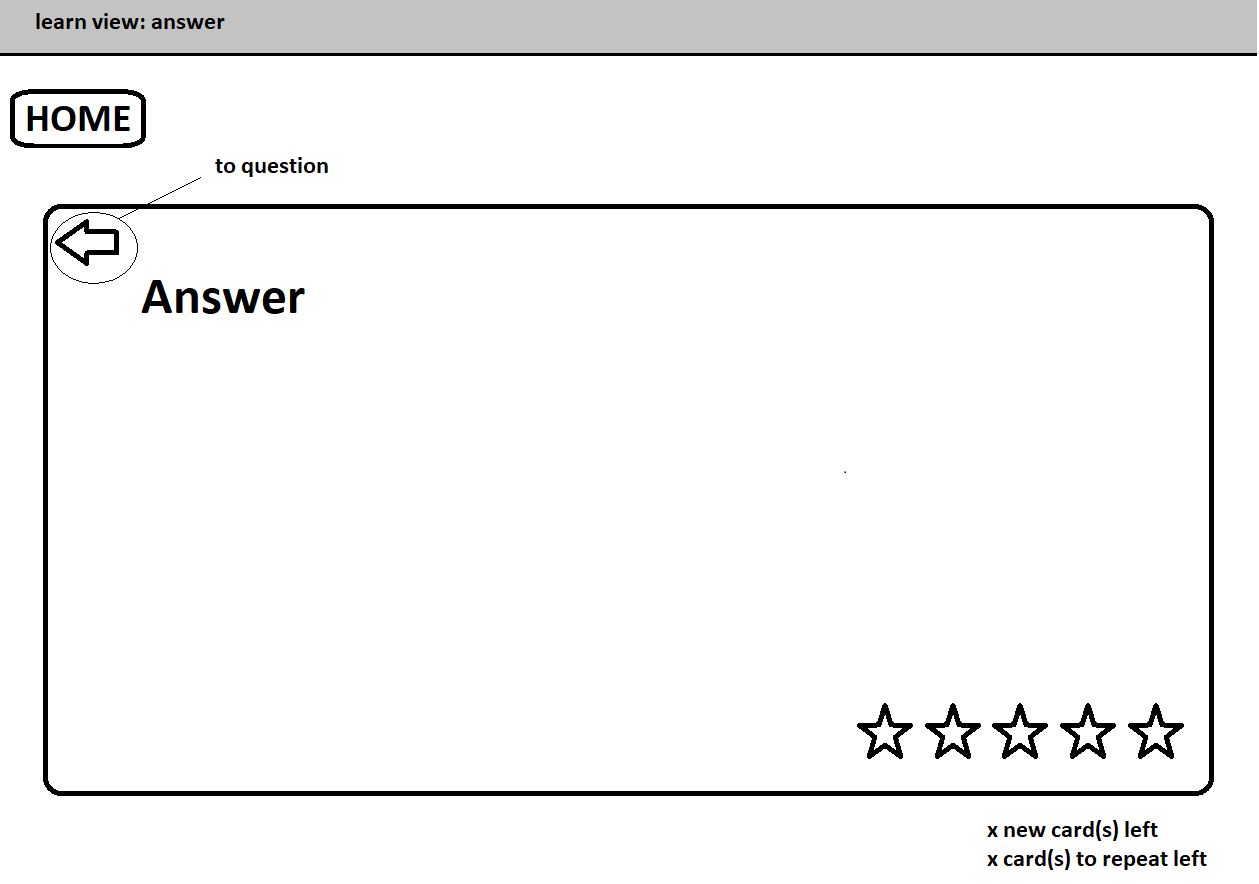 learn view: answer
HOME
to question
Answer
x new card(s) left
x card(s) to repeat left